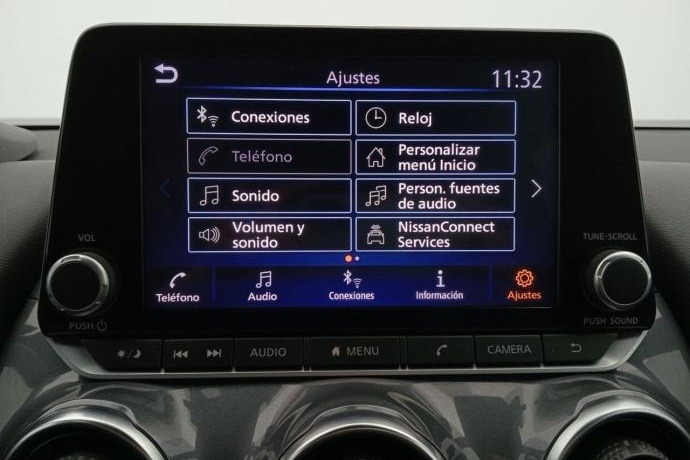 Ajustes
11:32
Conexiones
Reloj
Teléfono
Personalizar
menú Inicio
Sonido
Person. fuentes
de audio
Volumen y
sonido
NissanConnect
Services
VOL
TUNE•SCROLL
Teléfono
Audio
Conexiones
Información
Ajustes
PUSH
PUSH SOUND
AUDIO
MENU
CAMERA